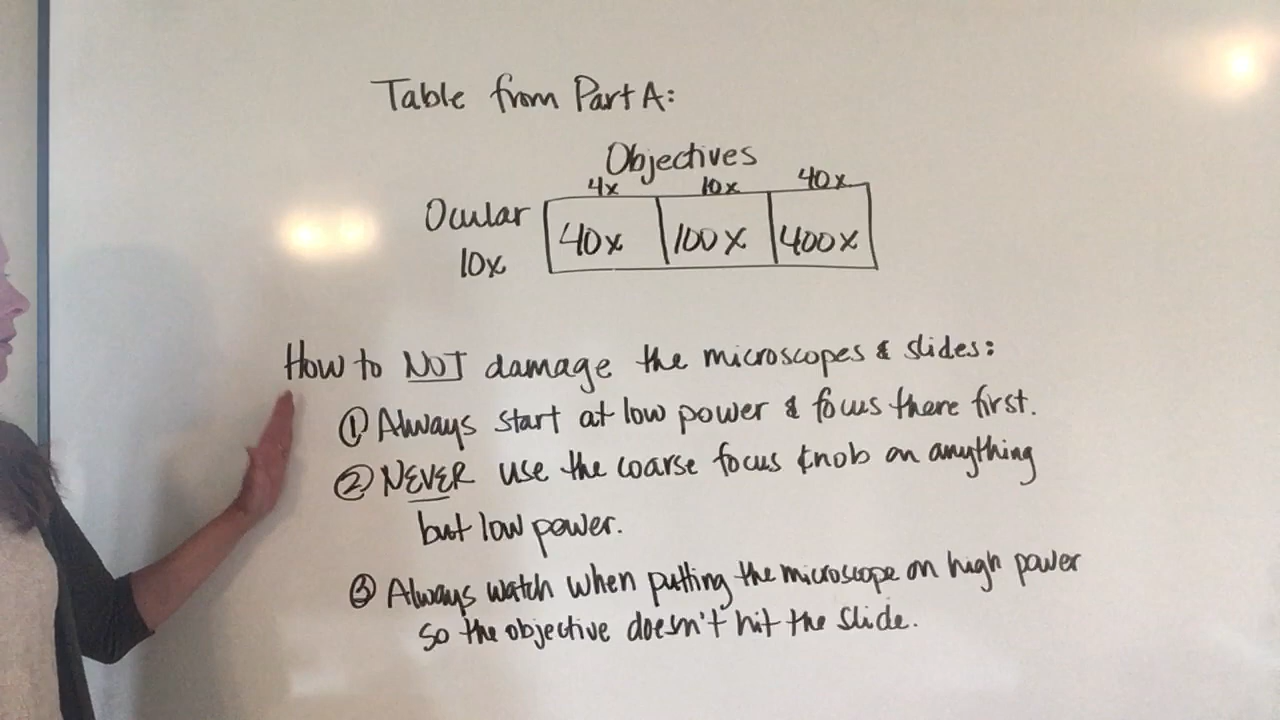 Table from Part A:
Objectives
4x 10x 40x
Ocular
10x
40x 100x 400x
How to NOT damage the microscopes & slides:
① Always start at low power & focus there first.
② NEVER use the coarse focus knob on anything
but low power.
③ Always watch when putting the microscope on high power
so the objective doesn't hit the slide.